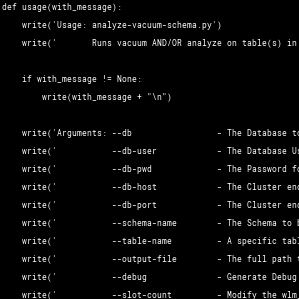 def usage(with_message):
    write('Usage: analyze-vacuum-schema.py')
    write('       Runs vacuum AND/OR analyze on table(s) in
    if with_message != None:
        write(with_message + "\n")
    write('Arguments: --db                 - The Database to
    write('           --db-user            - The Database Us
    write('           --db-pwd             - The Password fo
    write('           --db-host            - The Cluster end
    write('           --db-port            - The Cluster end
    write('           --schema-name        - The Schema to b
    write('           --table-name         - A specific tabl
    write('           --output-file        - The full path t
    write('           --debug              - Generate Debug
    write('           --slot-count         - Modify the wlm_